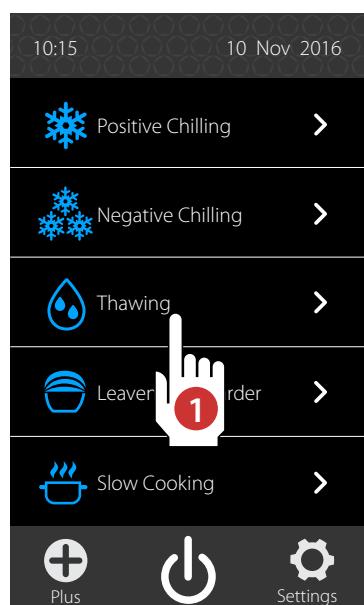 10:15 10 Nov 2016
Positive Chilling
Negative Chilling
Thawing
1
Slow Cooking
Plus Settings